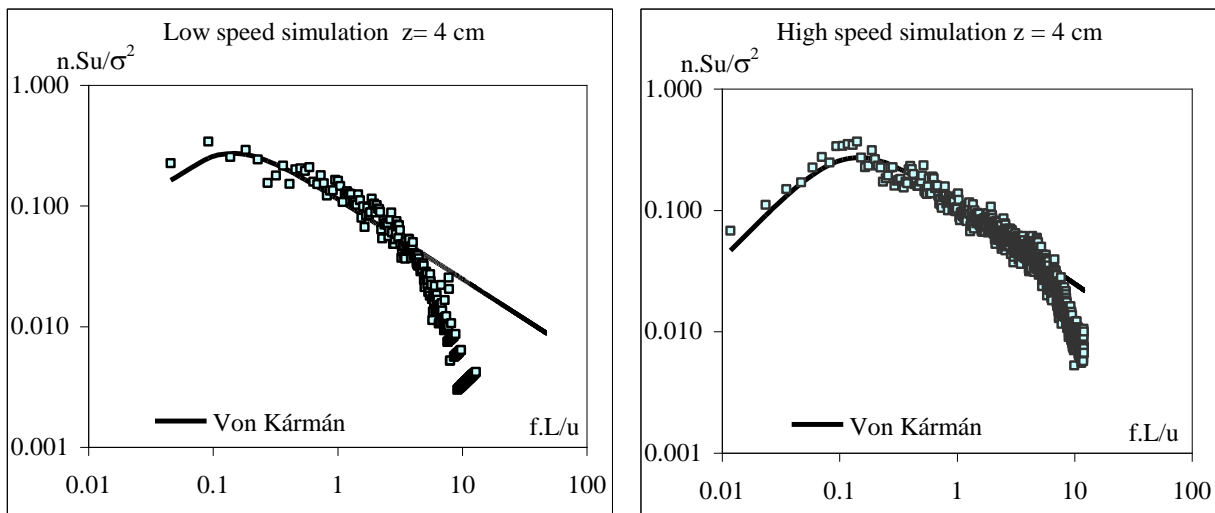 Low speed simulation z= 4 cm
n.Su/σ²
1.000
0.100
0.010
0.001
Von Kármán
f.L/u
0.01 0.1 1 10 100
High speed simulation z = 4 cm
n.Su/σ²
1.000
0.100
0.010
0.001
Von Kármán
f.L/u
0.01 0.1 1 10 100